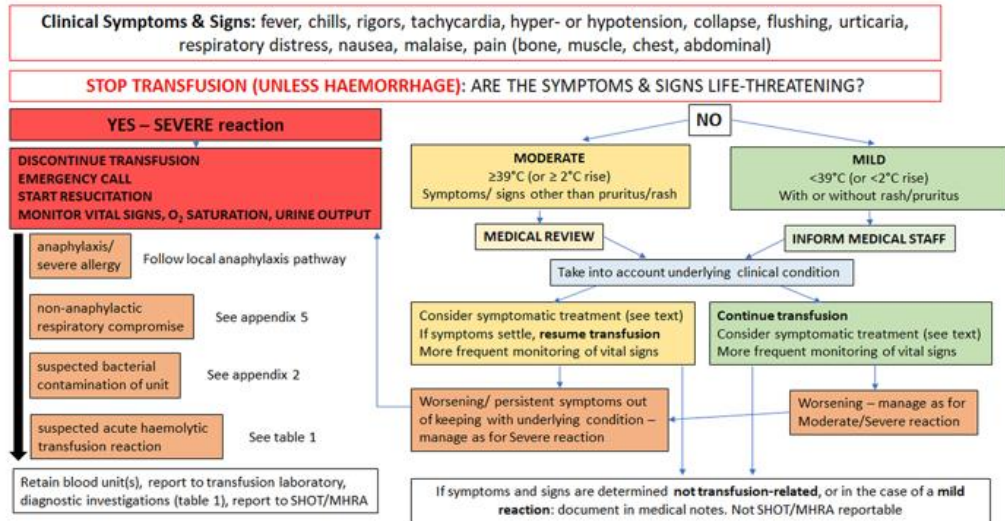 Clinical Symptoms & Signs: fever, chills, rigors, tachycardia, hyper- or hypotension, collapse, flushing, urticaria,
respiratory distress, nausea, malaise, pain (bone, muscle, chest, abdominal)
STOP TRANSFUSION (UNLESS HAEMORRHAGE): ARE THE SYMPTOMS & SIGNS LIFE-THREATENING?
YES – SEVERE reaction
DISCONTINUE TRANSFUSION
EMERGENCY CALL
START RESUCITATION
MONITOR VITAL SIGNS, O₂ SATURATION, URINE OUTPUT
anaphylaxis/
severe allergy
Follow local anaphylaxis pathway
non-anaphylactic
respiratory compromise
See appendix 5
suspected bacterial
contamination of unit
See appendix 2
suspected acute haemolytic
transfusion reaction
See table 1
Retain blood unit(s), report to transfusion laboratory,
diagnostic investigations (table 1), report to SHOT/MHRA
NO
MODERATE
≥39°C (or ≥ 2°C rise)
Symptoms/ signs other than pruritus/rash
MILD
<39°C (or <2°C rise)
With or without rash/pruritus
MEDICAL REVIEW
INFORM MEDICAL STAFF
Take into account underlying clinical condition
Consider symptomatic treatment (see text)
If symptoms settle, resume transfusion
More frequent monitoring of vital signs
Continue transfusion
Consider symptomatic treatment (see text)
More frequent monitoring of vital signs
Worsening/ persistent symptoms out
of keeping with underlying condition –
manage as for Severe reaction
Worsening – manage as for
Moderate/Severe reaction
If symptoms and signs are determined not transfusion-related, or in the case of a mild
reaction: document in medical notes. Not SHOT/MHRA reportable